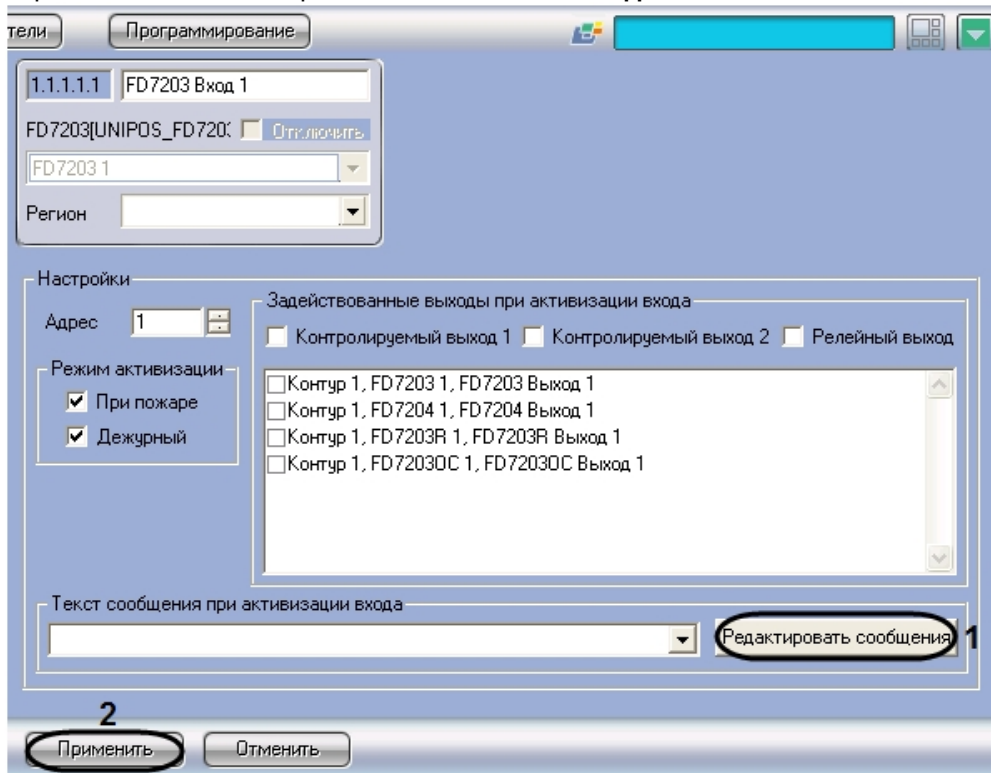 тели Программирование
1.1.1.1.1 FD7203 Вход 1
FD7203[UNIPOS_FD720: Отключить
FD7203 1
Регион
Настройки
Адрес 1
Режим активизации
При пожаре
Дежурный
Задействованные выходы при активизации входа
Контролируемый выход 1 Контролируемый выход 2 Релейный выход
Контур 1, FD7203 1, FD7203 Выход 1
Контур 1, FD7204 1, FD7204 Выход 1
Контур 1, FD7203R 1, FD7203R Выход 1
Контур 1, FD7203OC 1, FD7203OC Выход 1
Текст сообщения при активизации входа
Редактировать сообщения 1
2
Применить Отменить